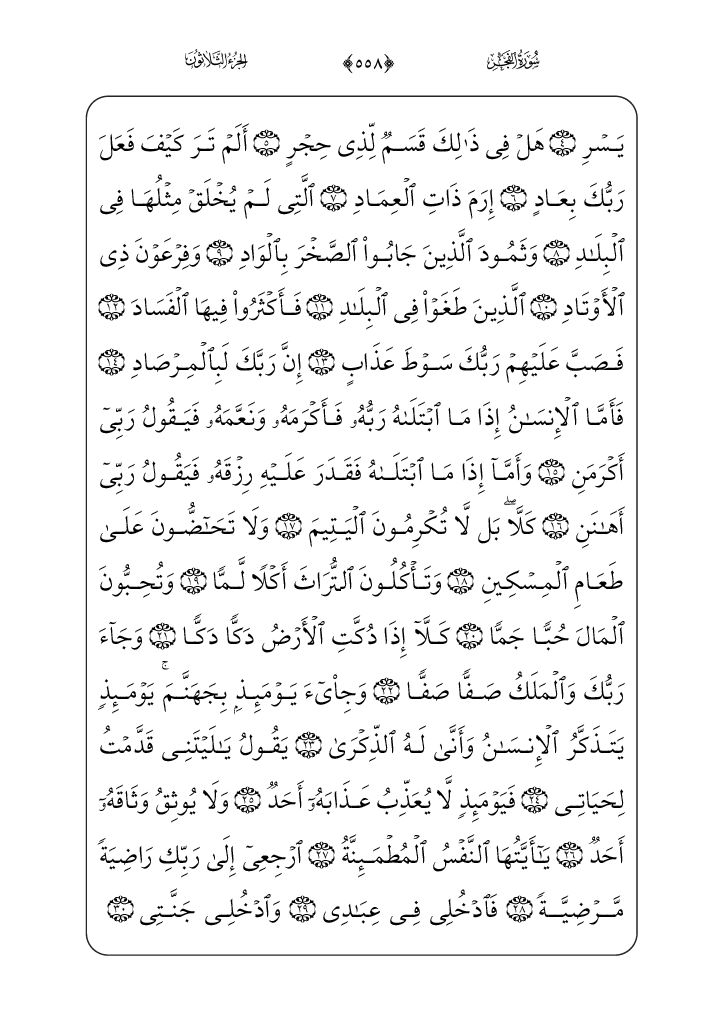 سُورَةُ الفَجْرِ ﴿٥٥٨﴾ الجُزْءُ الثَّلَاثُونَ
يَسۡرِ ٤ هَلۡ فِي ذَٰلِكَ قَسَمٞ لِّذِي حِجۡرٍ ٥ أَلَمۡ تَرَ كَيۡفَ فَعَلَ
رَبُّكَ بِعَادٍ ٦ إِرَمَ ذَاتِ ٱلۡعِمَادِ ٧ ٱلَّتِي لَمۡ يُخۡلَقۡ مِثۡلُهَا فِي
ٱلۡبِلَٰدِ ٨ وَثَمُودَ ٱلَّذِينَ جَابُواْ ٱلصَّخۡرَ بِٱلۡوَادِ ٩ وَفِرۡعَوۡنَ ذِي
ٱلۡأَوۡتَادِ ١٠ ٱلَّذِينَ طَغَوۡاْ فِي ٱلۡبِلَٰدِ ١١ فَأَكۡثَرُواْ فِيهَا ٱلۡفَسَادَ ١٢
فَصَبَّ عَلَيۡهِمۡ رَبُّكَ سَوۡطَ عَذَابٍ ١٣ إِنَّ رَبَّكَ لَبِٱلۡمِرۡصَادِ ١٤
فَأَمَّا ٱلۡإِنسَٰنُ إِذَا مَا ٱبۡتَلَىٰهُ رَبُّهُۥ فَأَكۡرَمَهُۥ وَنَعَّمَهُۥ فَيَقُولُ رَبِّيٓ
أَكۡرَمَنِ ١٥ وَأَمَّآ إِذَا مَا ٱبۡتَلَىٰهُ فَقَدَرَ عَلَيۡهِ رِزۡقَهُۥ فَيَقُولُ رَبِّيٓ
أَهَٰنَنِ ١٦ كَلَّاۖ بَل لَّا تُكۡرِمُونَ ٱلۡيَتِيمَ ١٧ وَلَا تَحَٰٓضُّونَ عَلَىٰ
طَعَامِ ٱلۡمِسۡكِينِ ١٨ وَتَأۡكُلُونَ ٱلتُّرَاثَ أَكۡلٗا لَّمّٗا ١٩ وَتُحِبُّونَ
ٱلۡمَالَ حُبّٗا جَمّٗا ٢٠ كَلَّآ إِذَا دُكَّتِ ٱلۡأَرۡضُ دَكّٗا دَكّٗا ٢١ وَجَآءَ
رَبُّكَ وَٱلۡمَلَكُ صَفّٗا صَفّٗا ٢٢ وَجِاْيٓءَ يَوۡمَئِذِۭ بِجَهَنَّمَۚ يَوۡمَئِذٖ
يَتَذَكَّرُ ٱلۡإِنسَٰنُ وَأَنَّىٰ لَهُ ٱلذِّكۡرَىٰ ٢٣ يَقُولُ يَٰلَيۡتَنِي قَدَّمۡتُ
لِحَيَاتِي ٢٤ فَيَوۡمَئِذٖ لَّا يُعَذِّبُ عَذَابَهُۥٓ أَحَدٞ ٢٥ وَلَا يُوثِقُ وَثَاقَهُۥٓ
أَحَدٞ ٢٦ يَٰٓأَيَّتُهَا ٱلنَّفۡسُ ٱلۡمُطۡمَئِنَّةُ ٢٧ ٱرۡجِعِيٓ إِلَىٰ رَبِّكِ رَاضِيَةٗ
مَّرۡضِيَّةٗ ٢٨ فَٱدۡخُلِي فِي عِبَٰدِي ٢٩ وَٱدۡخُلِي جَنَّتِي ٣٠